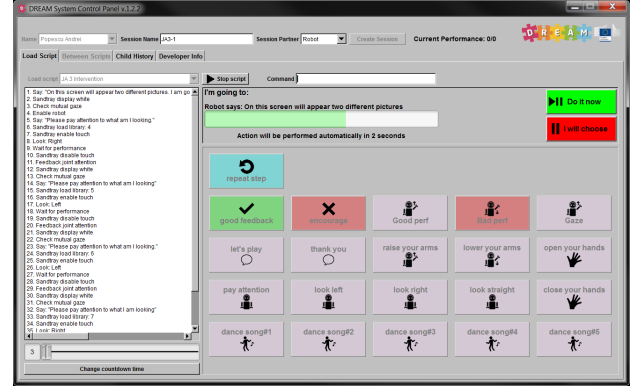 DREAM System Control Panel v.1.2.2
Name Popescu Andrei Session Name JA3-1 Session Partner Robot Create Session Current Performance: 0/0
DREAM
Load Script Between Scripts Child History Developer Info
Load script JA 3 Intervention Stop script Command
1. Say: "On this screen will appear two different pictures. I am go
2. Sandtray display white
3. Check mutual gaze
4. Enable robot
5. Say: "Please pay attention to what am I looking."
6. Sandtray load library: 4
7. Sandtray enable touch
8. Look: Right
9. Wait for performance
10. Sandtray disable touch
11. Feedback joint attention
12. Sandtray display white
13. Check mutual gaze
14. Say: "Please pay attention to what am I looking"
15. Sandtray load library: 5
16. Sandtray enable touch
17. Look: Left
18. Wait for performance
19. Sandtray disable touch
20. Feedback joint attention
21. Sandtray display white
22. Check mutual gaze
23. Say: "Please pay attention to what am I looking."
24. Sandtray load library: 6
25. Sandtray enable touch
26. Look: Left
27. Wait for performance
28. Sandtray disable touch
29. Feedback joint attention
30. Sandtray display white
31. Check mutual gaze
32. Say: "Please pay attention to what am I looking"
33. Sandtray load library: 7
34. Sandtray enable touch
35. Look: Right
3
Change countdown time
I'm going to:
Robot says: On this screen will appear two different pictures
Action will be performed automatically in 2 seconds
Do it now
I will choose
repeat step
good feedback encourage Good perf Bad perf Gaze
let's play thank you raise your arms lower your arms open your hands
pay attention look left look right look straight close your hands
dance song#1 dance song#2 dance song#3 dance song#4 dance song#5